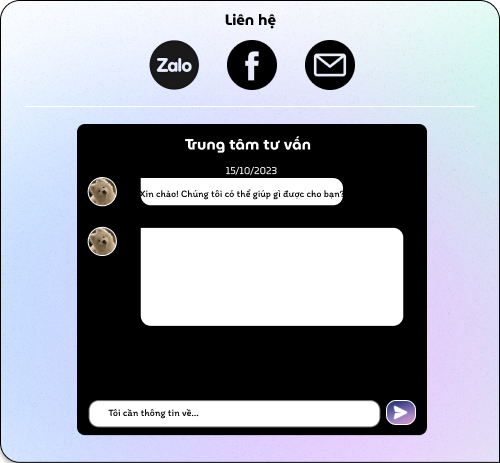 Liên hệ
Zalo
f
Trung tâm tư vấn
15/10/2023
Xin chào! Chúng tôi có thể giúp gì được cho bạn?
Tôi cần thông tin về...